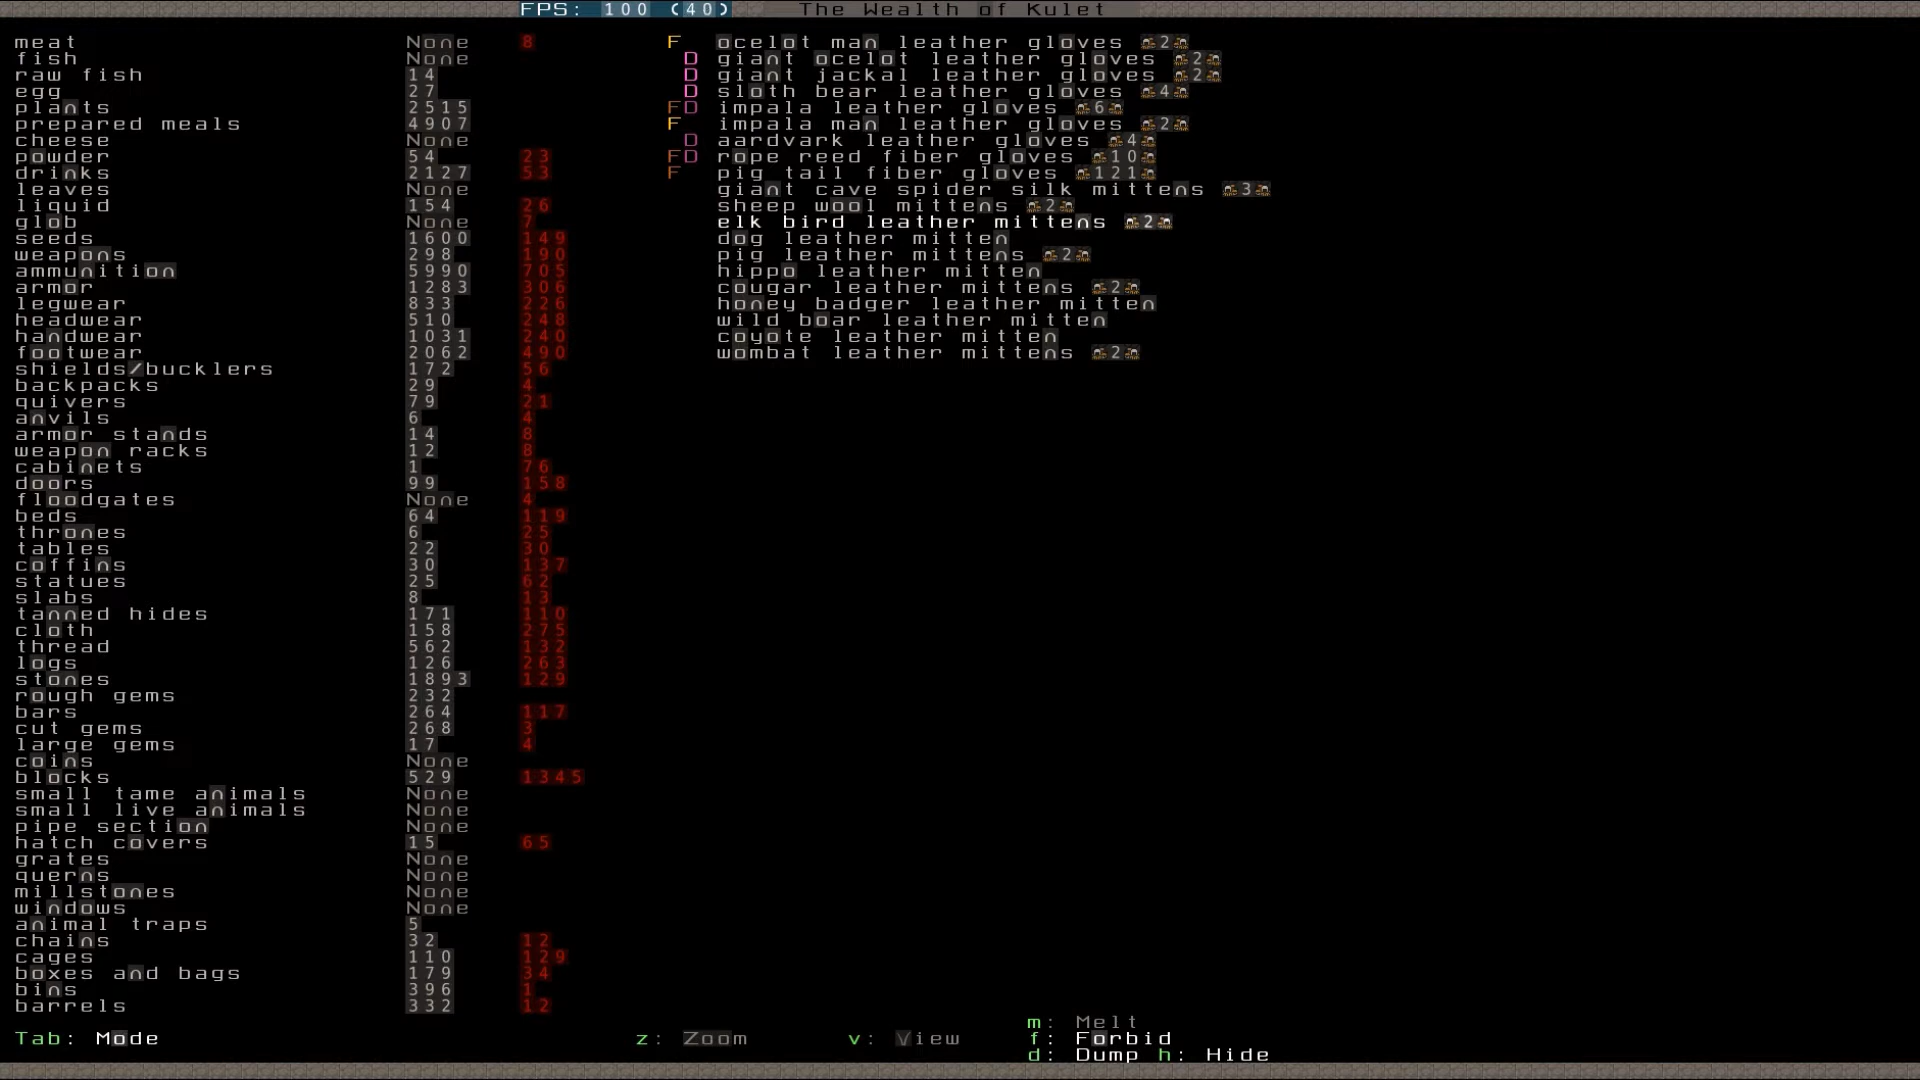 FPS: 100 (40) The Wealth of Kulet
meat None 8 F ocelot man leather gloves 2
fish None D giant ocelot leather gloves 2
raw fish 14 D giant jackal leather gloves 2
egg 27 D sloth bear leather gloves 4
plants 2515 FD impala leather gloves 6
prepared meals 4907 F impala man leather gloves 2
cheese None D aardvark leather gloves 4
powder 54 23 FD rope reed fiber gloves 10
drinks 2127 53 F pig tail fiber gloves 121
leaves None giant cave spider silk mittens 3
liquid 154 26 sheep wool mittens 2
glob None 7 elk bird leather mittens 2
seeds 1600 149 dog leather mitten
weapons 298 190 pig leather mittens 2
ammunition 5990 705 hippo leather mitten
armor 1283 306 cougar leather mittens 2
legwear 833 226 honey badger leather mitten
headwear 510 248 wild boar leather mitten
handwear 1031 240 coyote leather mitten
footwear 2062 490 wombat leather mittens 2
shields/bucklers 172 56
backpacks 29 4
quivers 79 21
anvils 6 4
armor stands 14 8
weapon racks 12 8
cabinets 1 76
doors 99 158
floodgates None 4
beds 64 119
thrones 6 25
tables 22 30
coffins 30 137
statues 25 62
slabs 8 13
tanned hides 171 110
cloth 158 275
thread 562 132
logs 126 263
stones 1893 129
rough gems 232
bars 264 117
cut gems 268 3
large gems 17 4
coins None
blocks 529 1345
small tame animals None
small live animals None
pipe section None
hatch covers 15 65
grates None
querns None
millstones None
windows None
animal traps 5
chains 32 12
cages 110 129
boxes and bags 179 34
bins 396 1
barrels 332 12
m: Melt
Tab: Mode z: Zoom v: View f: Forbid
d: Dump h: Hide